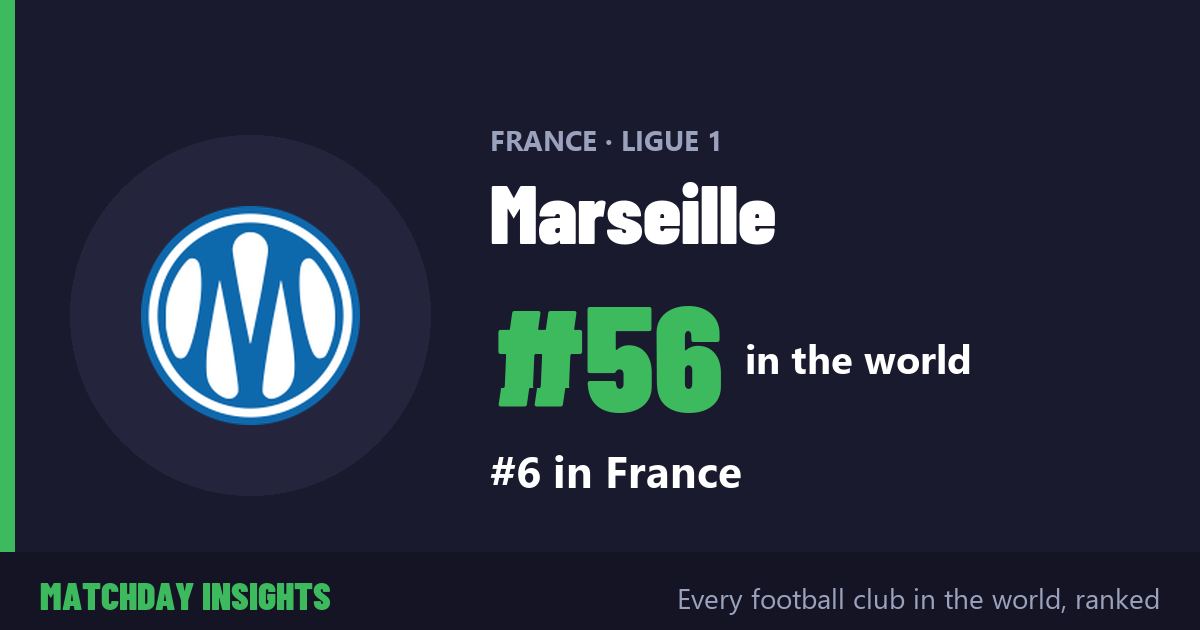 FRANCE · LIGUE 1
Marseille
#56 in the world
#6 in France
MATCHDAY INSIGHTS
Every football club in the world, ranked